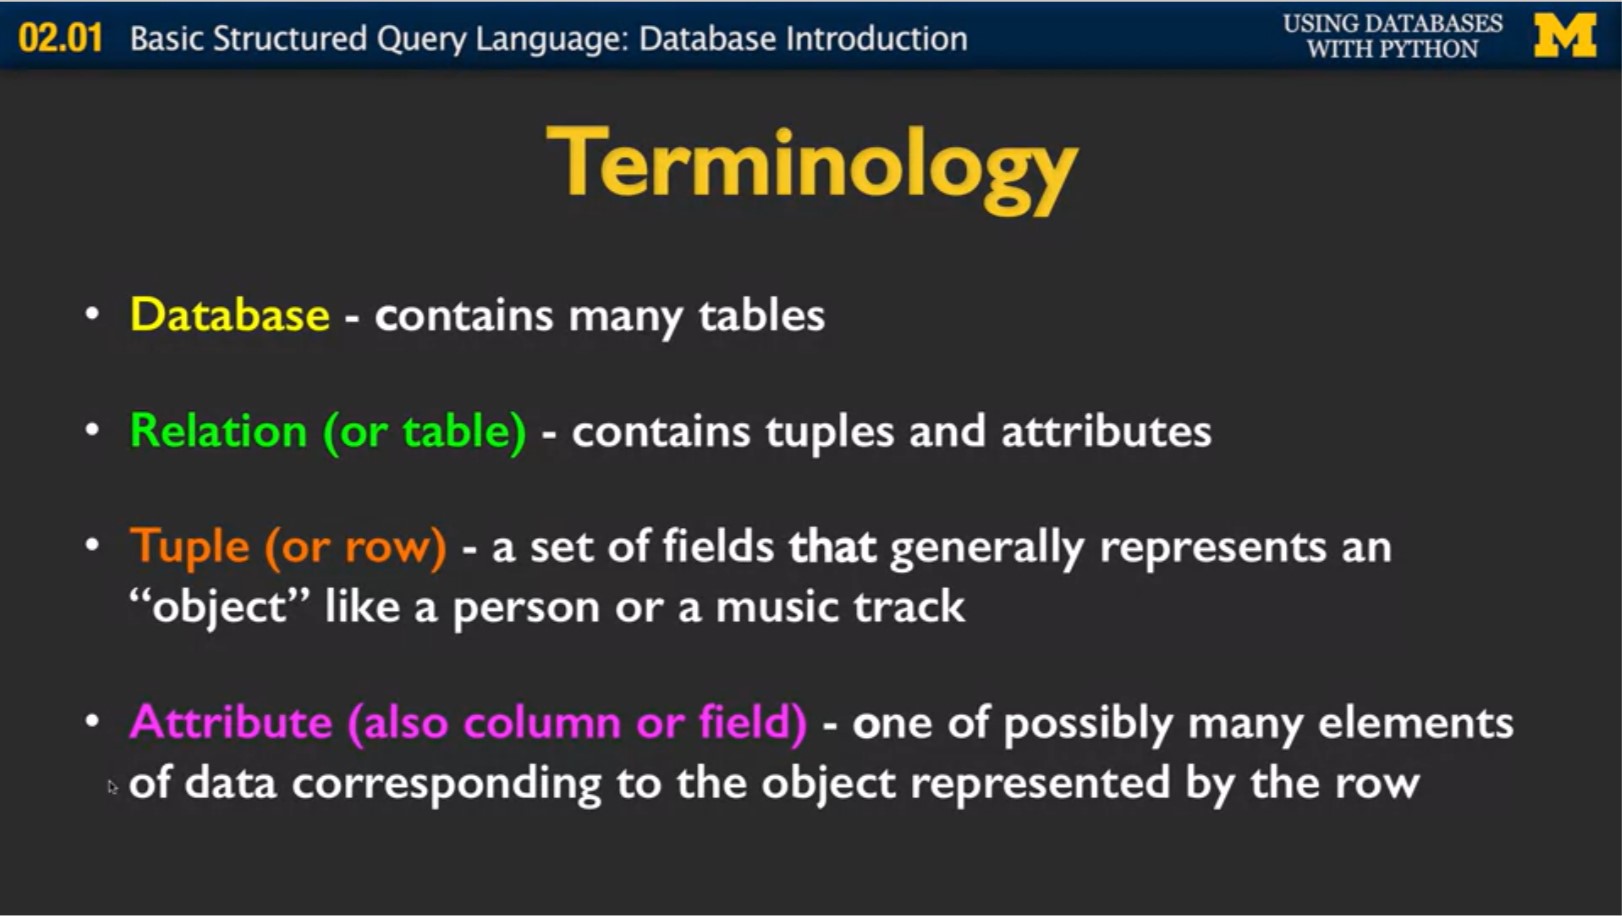 02.01 Basic Structured Query Language: Database Introduction
USING DATABASES
WITH PYTHON
M
Terminology
• Database - contains many tables
• Relation (or table) - contains tuples and attributes
• Tuple (or row) - a set of fields that generally represents an
“object” like a person or a music track
• Attribute (also column or field) - one of possibly many elements
of data corresponding to the object represented by the row